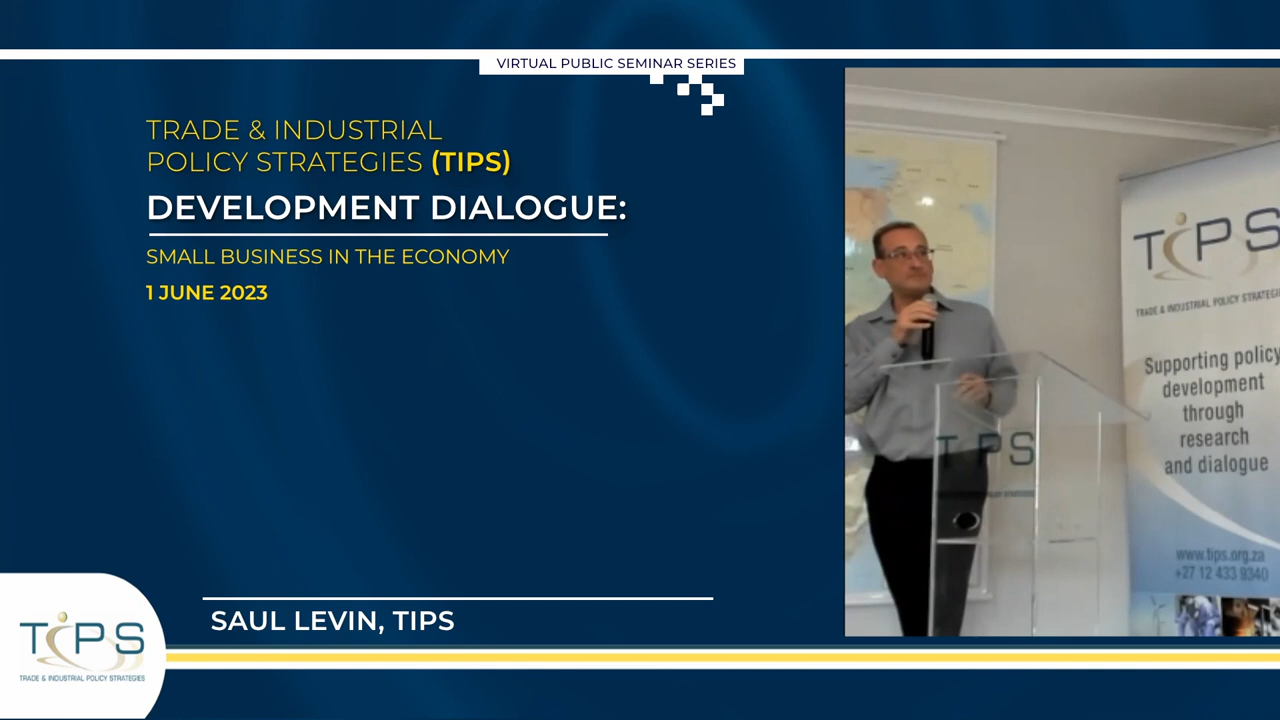 VIRTUAL PUBLIC SEMINAR SERIES
TRADE & INDUSTRIAL
POLICY STRATEGIES (TIPS)
DEVELOPMENT DIALOGUE:
SMALL BUSINESS IN THE ECONOMY
1 JUNE 2023
SAUL LEVIN, TIPS
TiPS
TRADE & INDUSTRIAL POLICY STRATEGIES
TiPS
TRADE & INDUSTRIAL POLICY
Supporting policy
development
through
research
and dialogue
www.tips.org.za
+27 12 433 9340
T PS